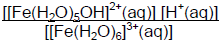 [[Fe(H₂O)₅OH]²⁺(aq)] [H⁺(aq)]
[[Fe(H₂O)₆]³⁺(aq)]